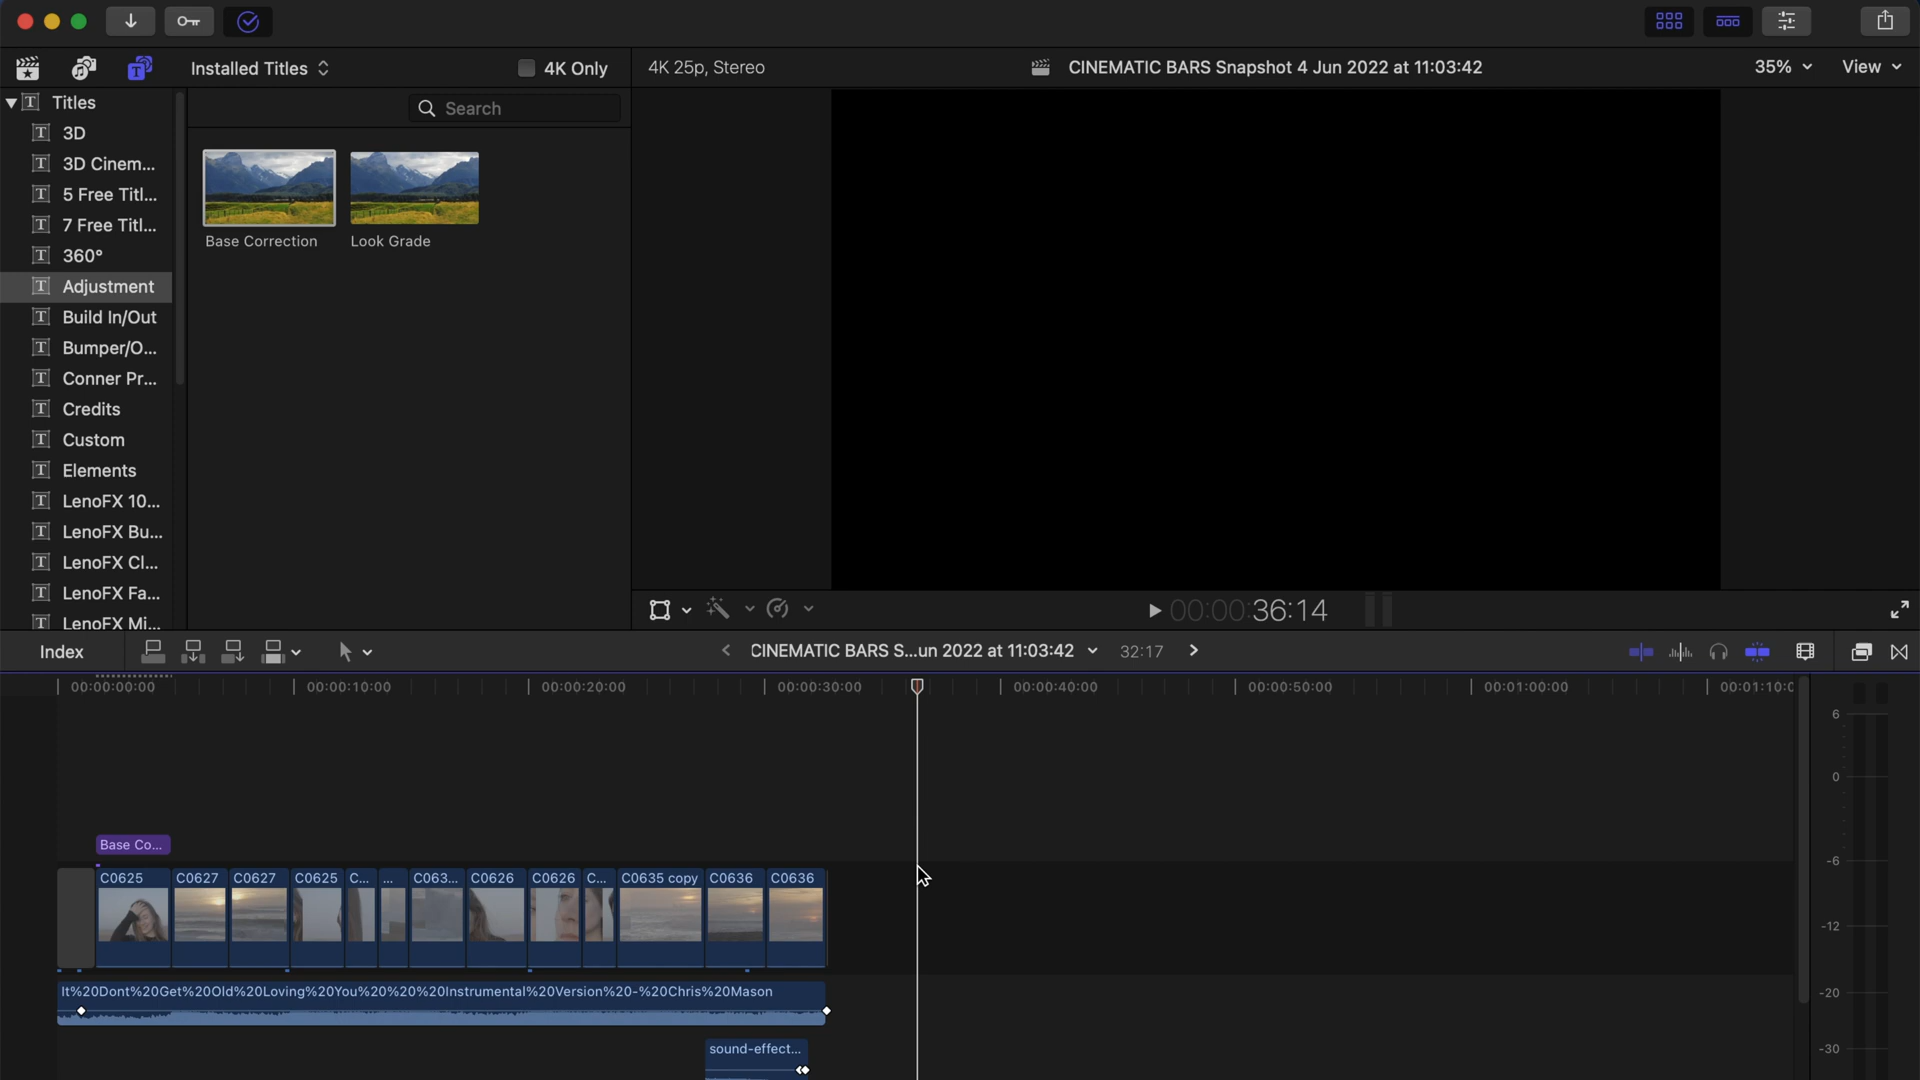 Installed Titles
4K Only
4K 25p, Stereo
CINEMATIC BARS Snapshot 4 Jun 2022 at 11:03:42
35%
View
Titles
Search
3D
3D Cinem...
5 Free Titl...
7 Free Titl...
360°
Adjustment
Build In/Out
Bumper/O...
Conner Pr...
Credits
Custom
Elements
LenoFX 10...
LenoFX Bu...
LenoFX Cl...
LenoFX Fa...
LenoFX Mi...
Base Correction
Look Grade
00:00:36:14
Index
CINEMATIC BARS S...un 2022 at 11:03:42
32:17
00:00:00:00
00:00:10:00
00:00:20:00
00:00:30:00
00:00:40:00
00:00:50:00
00:01:00:00
00:01:10:0
6
0
-6
-12
-20
-30
Base Co...
C0625
C0627
C0627
C0625
C...
...
C063...
C0626
C0626
C...
C0635 copy
C0636
C0636
It%20Dont%20Get%20Old%20Loving%20You%20%20%20Instrumental%20Version%20-%20Chris%20Mason
sound-effect...